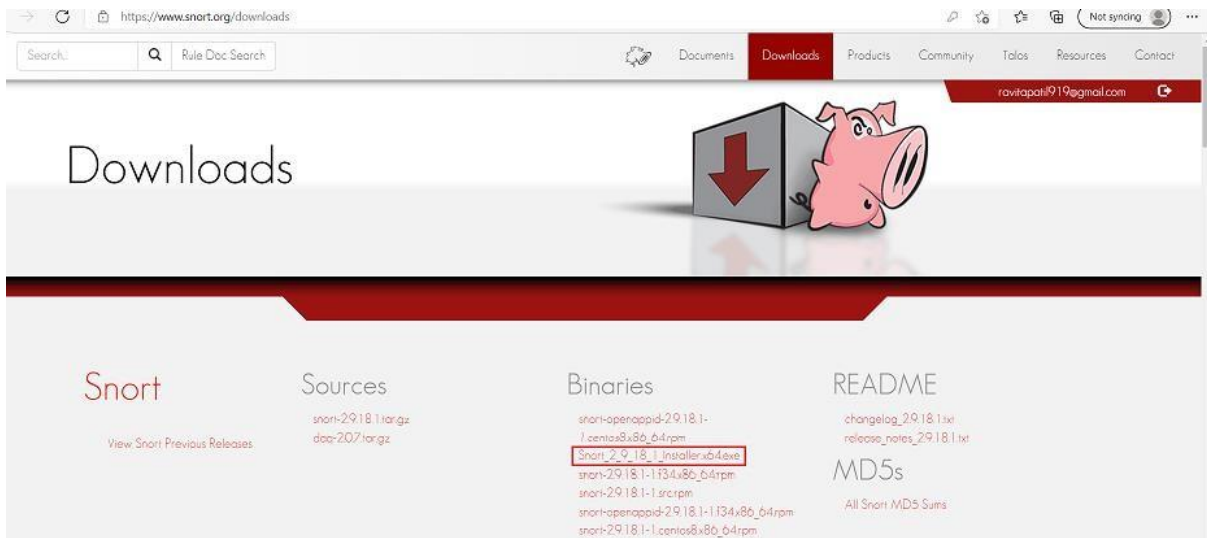 https://www.snort.org/downloads
Not syncing
Search..
Rule Doc Search
Documents
Downloads
Products
Community
Talos
Resources
Contact
ravitapatil919@gmail.com
Downloads
Snort
View Snort Previous Releases
Sources
snort-2.9.18.1.tar.gz
daq-2.0.7.tar.gz
Binaries
snort-openappid-2.9.18.1-
1.centos8.x86_64.rpm
Snort_2_9_18_1_Installer.x64.exe
snort-2.9.18.1-1.f34.x86_64.rpm
snort-2.9.18.1-1.src.rpm
snort-openappid-2.9.18.1-1.f34.x86_64.rpm
snort-2.9.18.1-1.centos8.x86_64.rpm
README
changelog_2.9.18.1.txt
release_notes_2.9.18.1.txt
MD5s
All Snort MD5 Sums